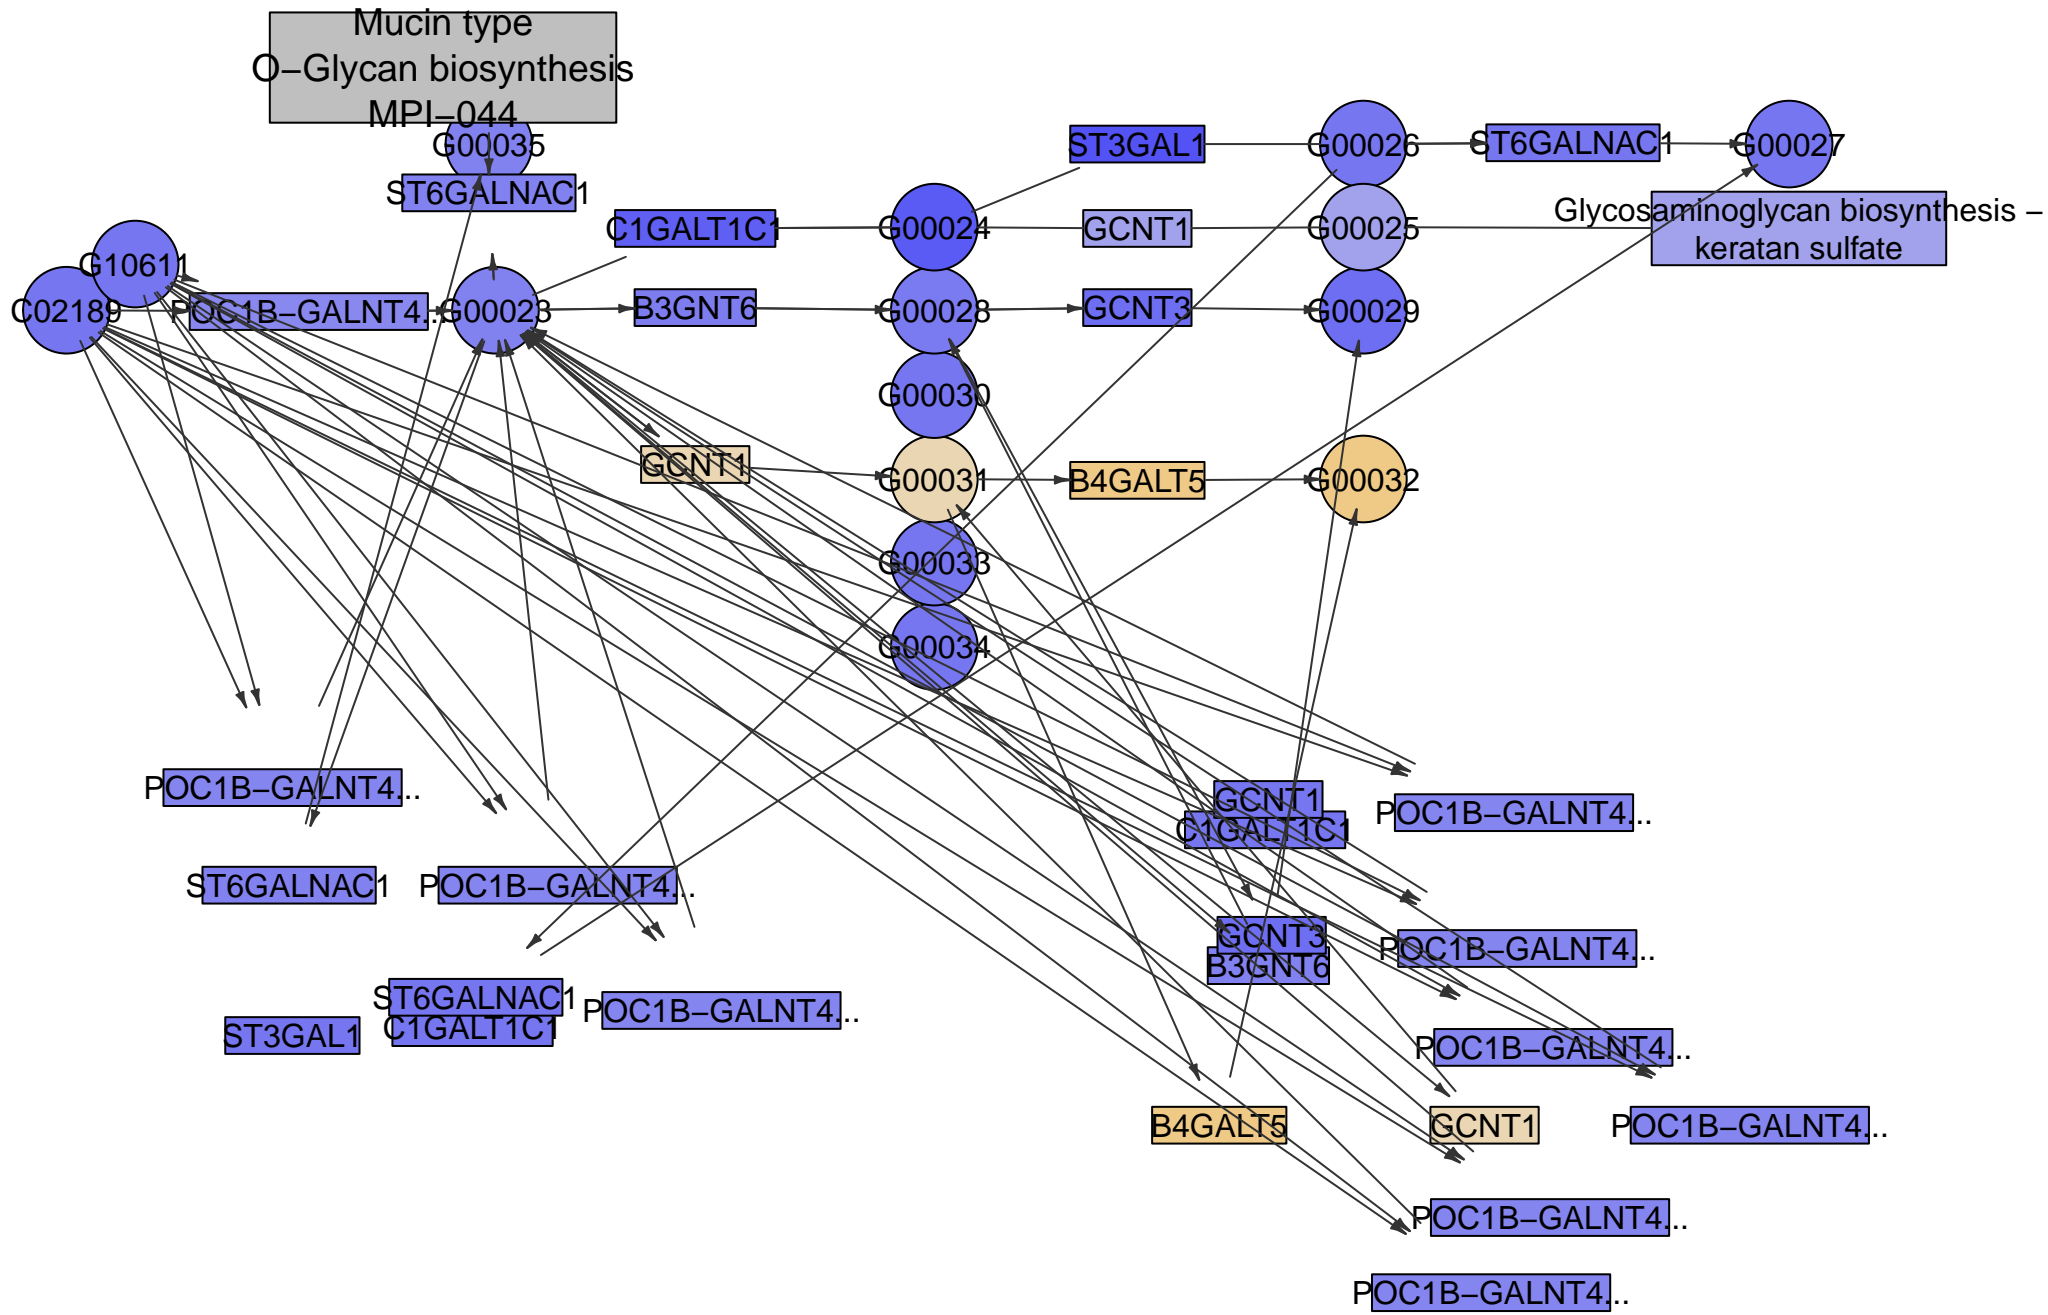 Mucin type
O−Glycan biosynthesis
MPI−044
G00035
ST3GAL1
G00026
ST6GALNAC1
G00027
ST6GALNAC1
C1GALT1C1
G00024
GCNT1
G00025
Glycosaminoglycan biosynthesis −
keratan sulfate
G10611
C02189
POC1B−GALNT4...
G00023
B3GNT6
G00028
GCNT3
G00029
G00030
GCNT1
G00031
B4GALT5
G00032
G00033
G00034
POC1B−GALNT4...
GCNT1
POC1B−GALNT4...
C1GALT1C1
ST6GALNAC1
POC1B−GALNT4...
GCNT3
POC1B−GALNT4...
B3GNT6
ST6GALNAC1
POC1B−GALNT4...
C1GALT1C1
ST3GAL1
POC1B−GALNT4...
B4GALT5
GCNT1
POC1B−GALNT4...
POC1B−GALNT4...
POC1B−GALNT4...